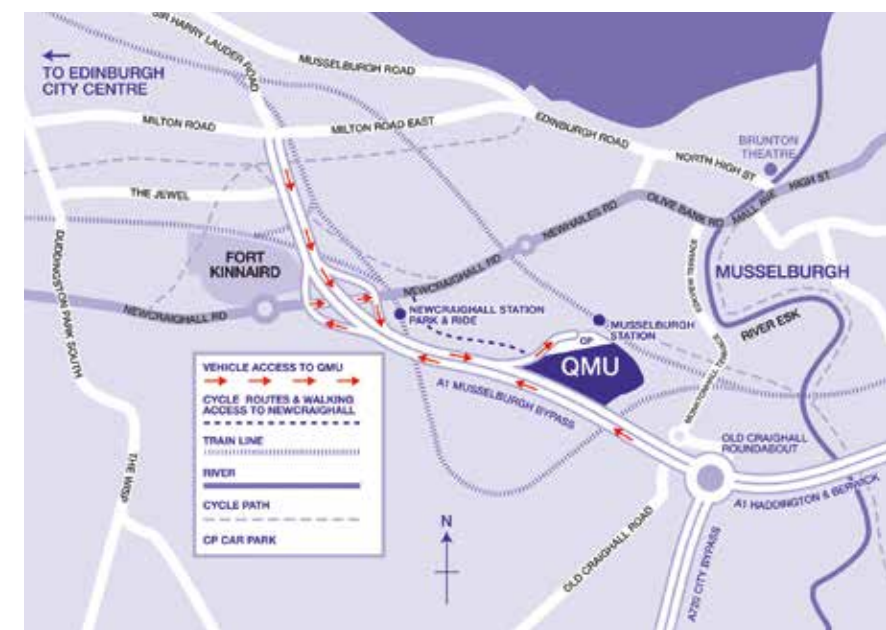 SIR HARRY LAUDER ROAD
TO EDINBURGH
CITY CENTRE
MUSSELBURGH ROAD
MILTON ROAD
MILTON ROAD EAST
EDINBURGH ROAD
BRUNTON
THEATRE
NORTH HIGH ST
MALL AVE
HIGH ST
THE JEWEL
OLIVE BANK RD
NEWHAILES RD
DUDDINGSTON PARK SOUTH
FORT
KINNAIRD
NEWCRAIGHALL RD
MUSSELBURGH
NEWCRAIGHALL RD
NEWCRAIGHALL STATION
PARK & RIDE
MUSSELBURGH
STATION
RIVER ESK
CP
QMU
MONKTONHALL TERRACE
VEHICLE ACCESS TO QMU
CYCLE ROUTES & WALKING
ACCESS TO NEWCRAIGHALL
TRAIN LINE
RIVER
CYCLE PATH
CP CAR PARK
A1 MUSSELBURGH BYPASS
OLD CRAIGHALL
ROUNDABOUT
THE WISP
A1 HADDINGTON & BERWICK
N
OLD CRAIGHALL ROAD
A720 CITY BYPASS